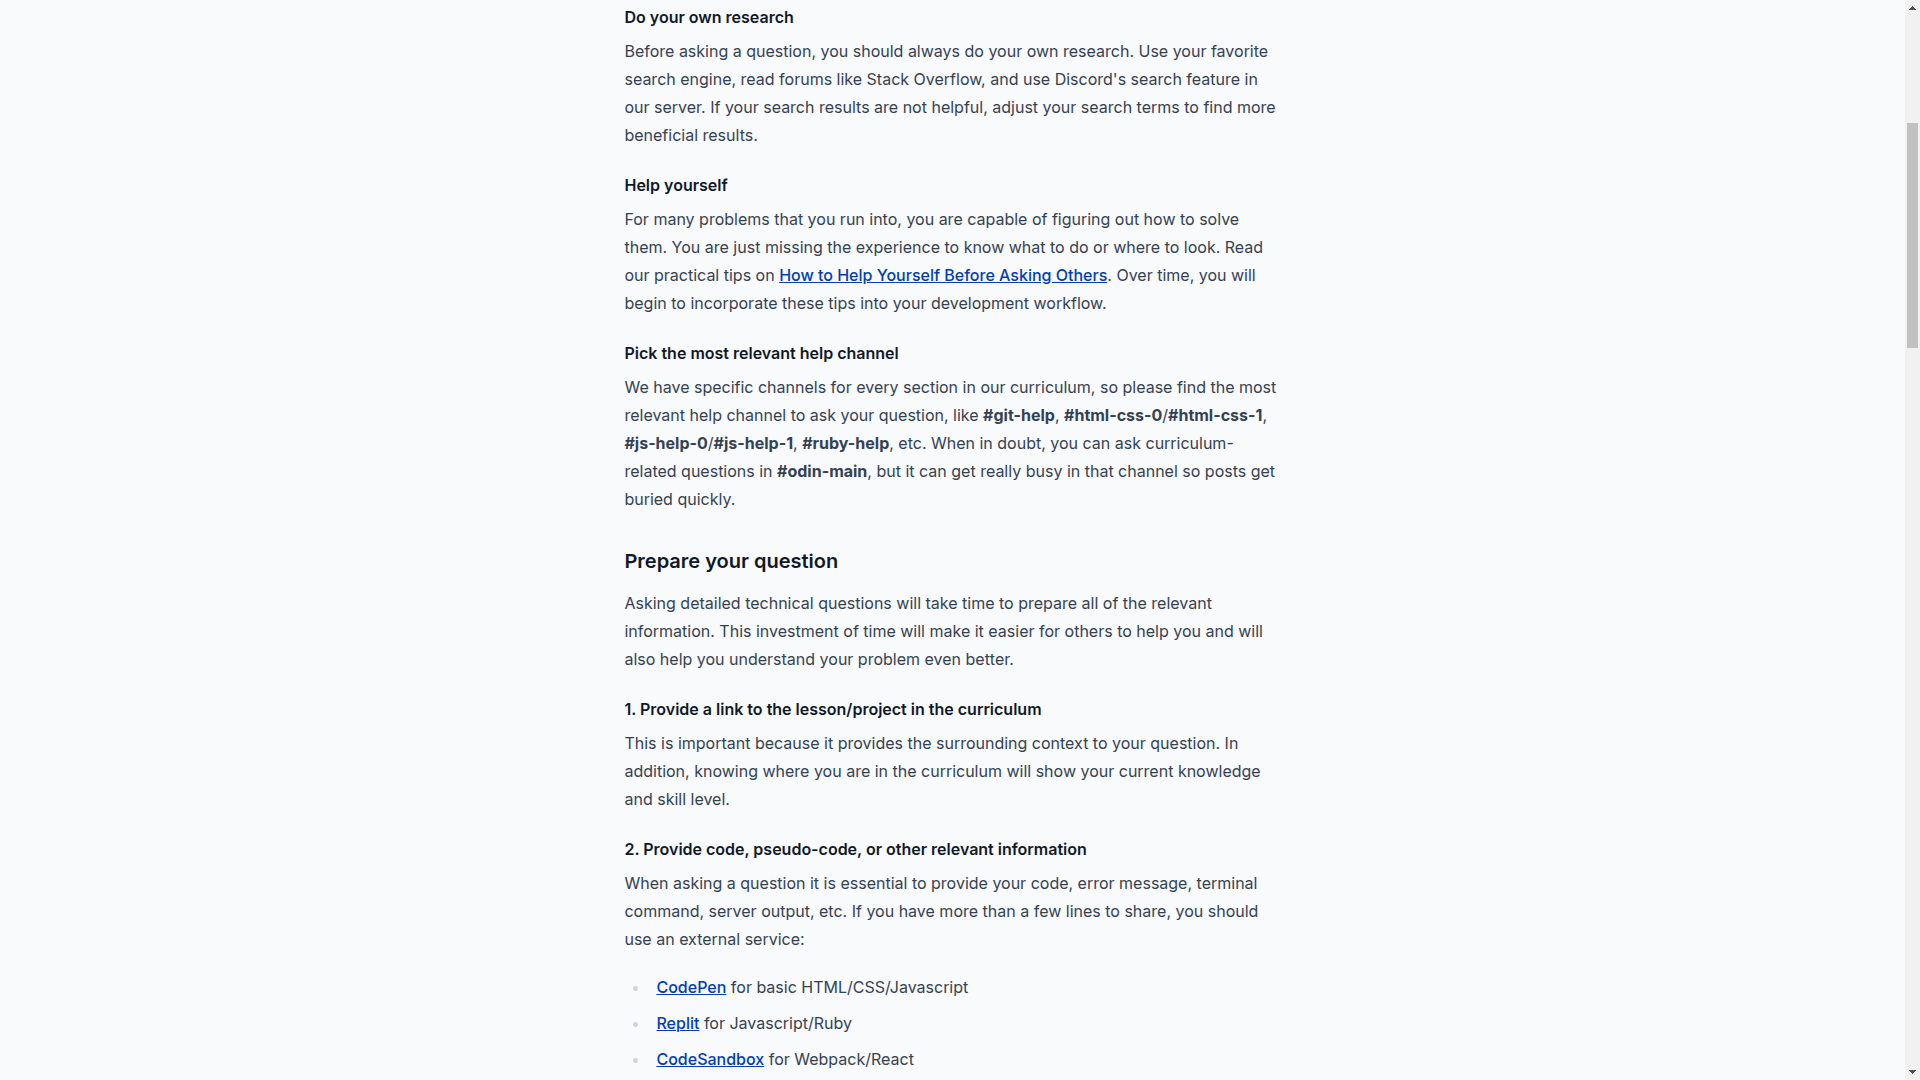 Do your own research
Before asking a question, you should always do your own research. Use your favorite
search engine, read forums like Stack Overflow, and use Discord's search feature in
our server. If your search results are not helpful, adjust your search terms to find more
beneficial results.
Help yourself
For many problems that you run into, you are capable of figuring out how to solve
them. You are just missing the experience to know what to do or where to look. Read
our practical tips on How to Help Yourself Before Asking Others. Over time, you will
begin to incorporate these tips into your development workflow.
Pick the most relevant help channel
We have specific channels for every section in our curriculum, so please find the most
relevant help channel to ask your question, like #git-help, #html-css-0/#html-css-1,
#js-help-0/#js-help-1, #ruby-help, etc. When in doubt, you can ask curriculum-
related questions in #odin-main, but it can get really busy in that channel so posts get
buried quickly.
Prepare your question
Asking detailed technical questions will take time to prepare all of the relevant
information. This investment of time will make it easier for others to help you and will
also help you understand your problem even better.
1. Provide a link to the lesson/project in the curriculum
This is important because it provides the surrounding context to your question. In
addition, knowing where you are in the curriculum will show your current knowledge
and skill level.
2. Provide code, pseudo-code, or other relevant information
When asking a question it is essential to provide your code, error message, terminal
command, server output, etc. If you have more than a few lines to share, you should
use an external service:
CodePen for basic HTML/CSS/Javascript
Replit for Javascript/Ruby
CodeSandbox for Webpack/React